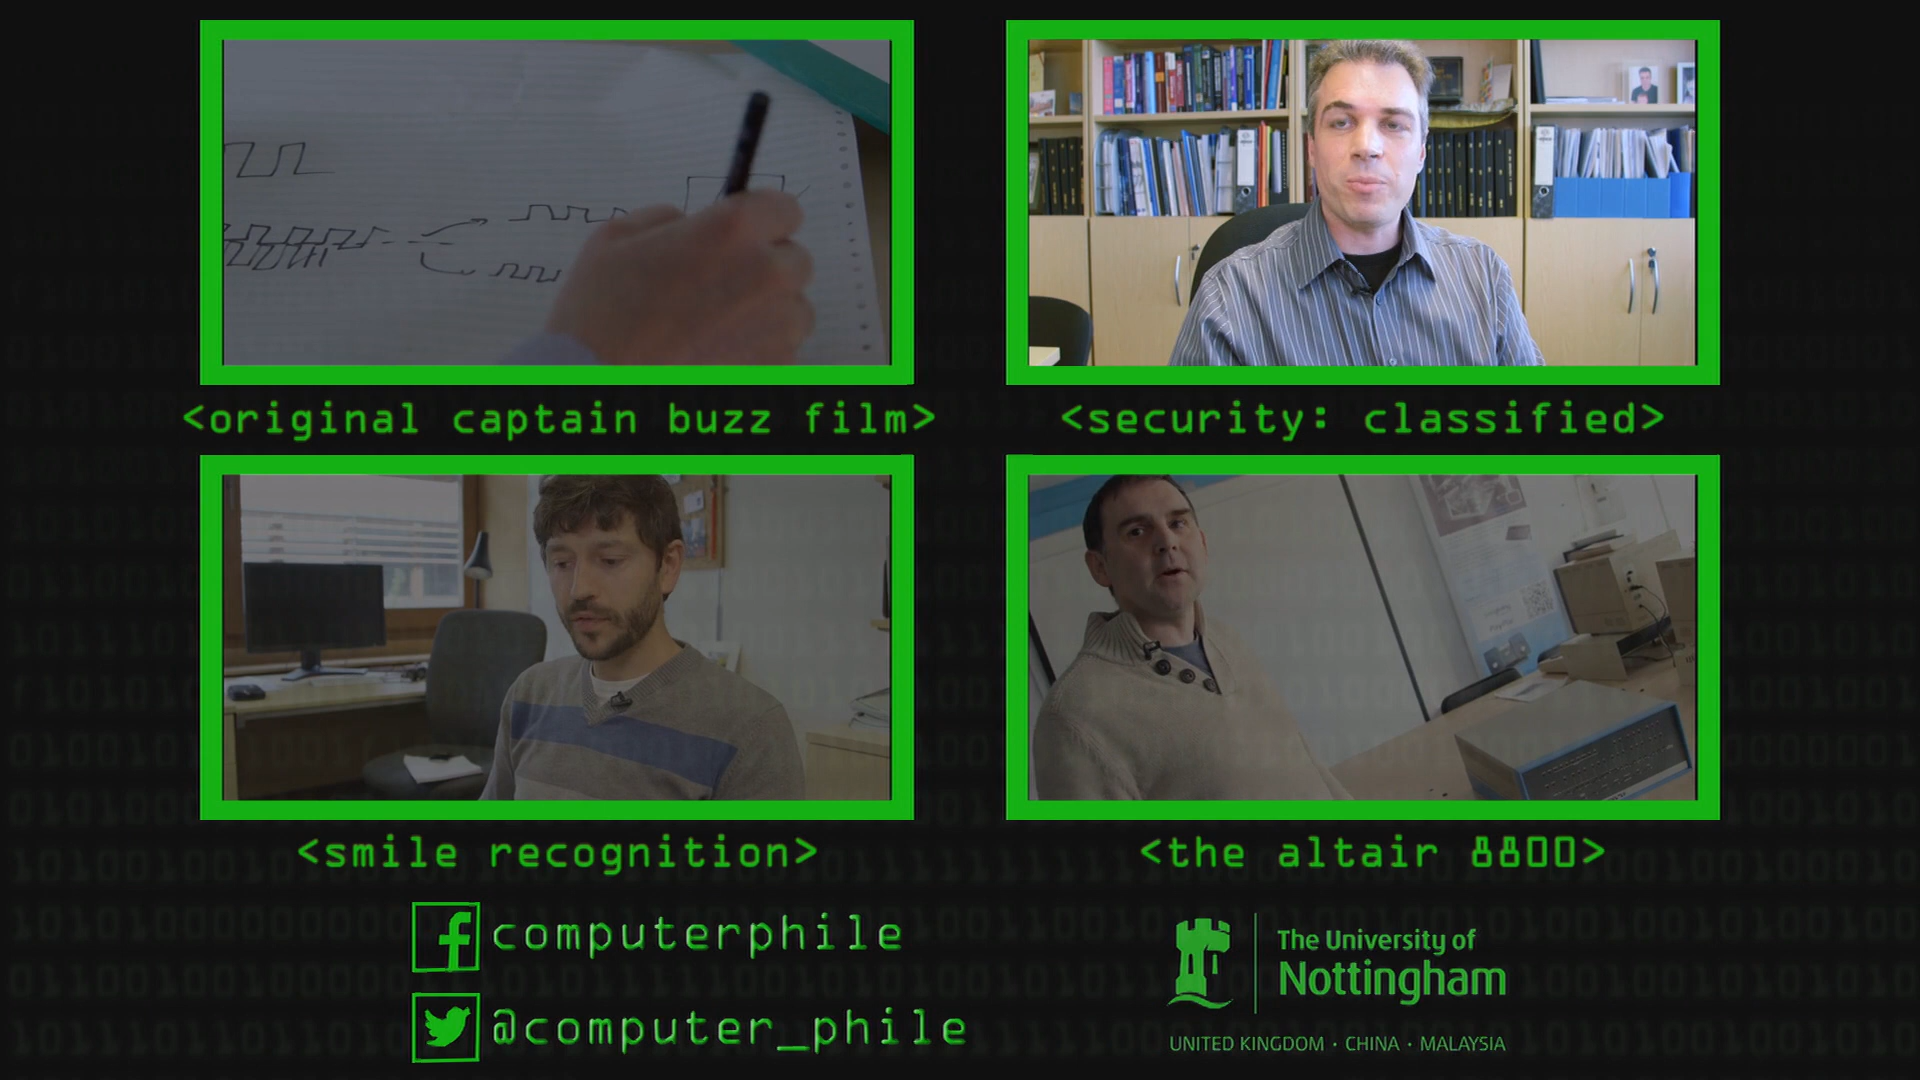 <original captain buzz film>
<security: classified>
<smile recognition>
<the altair 8800>
computerphile
@computer_phile
The University of
Nottingham
UNITED KINGDOM · CHINA · MALAYSIA